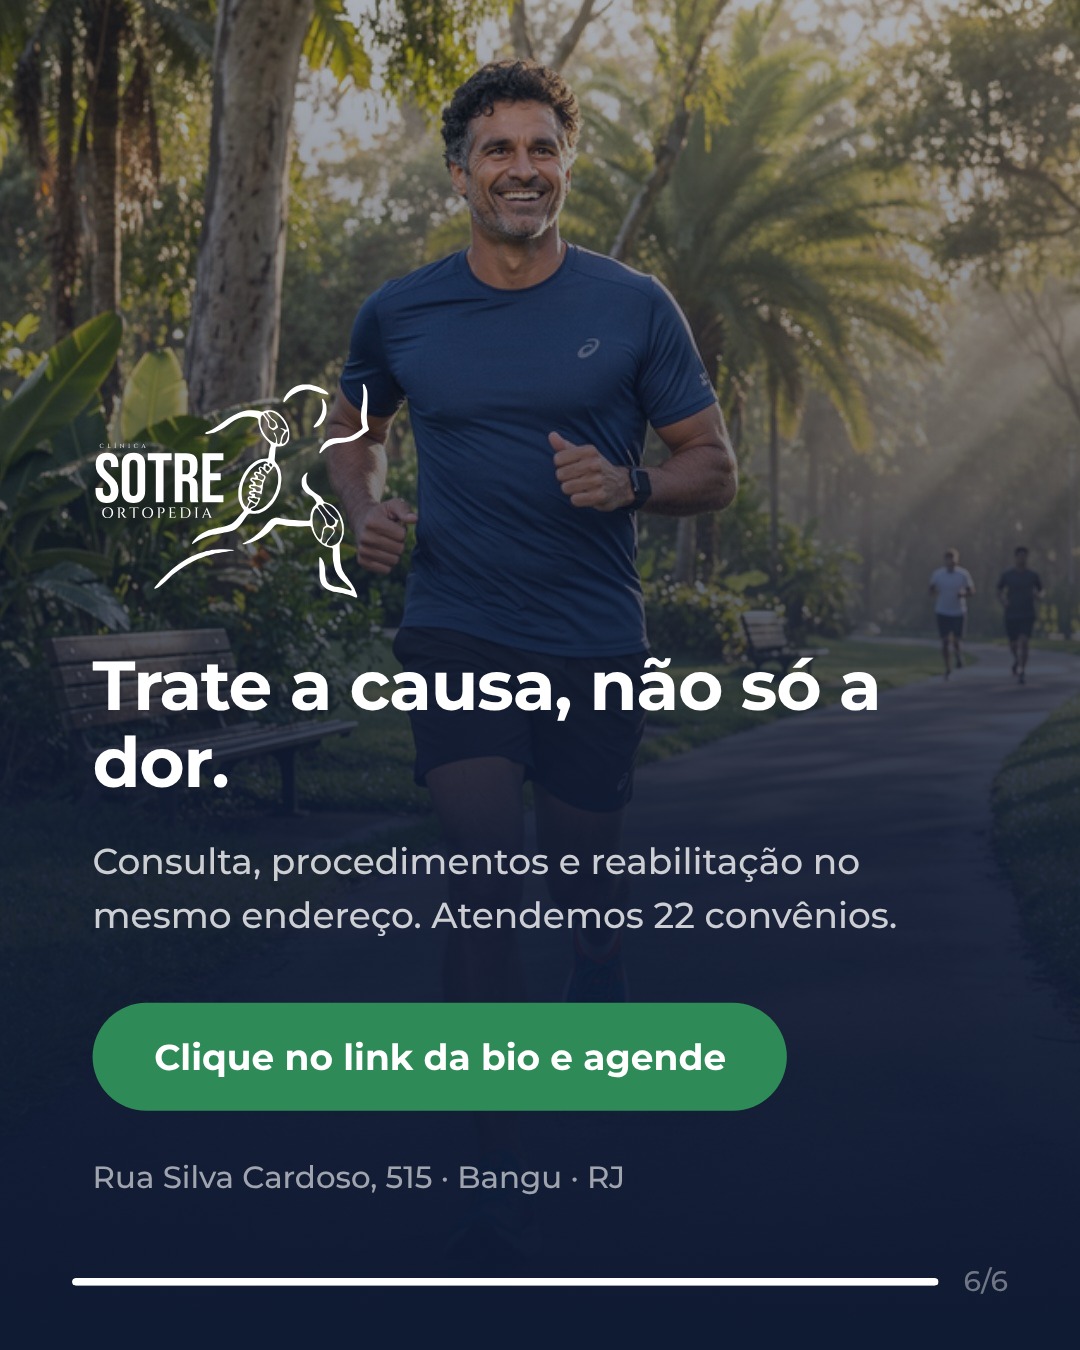 CLÍNICA
SOTRE
ORTOPEDIA
Trate a causa, não só a
dor.
Consulta, procedimentos e reabilitação no
mesmo endereço. Atendemos 22 convênios.
Clique no link da bio e agende
Rua Silva Cardoso, 515 · Bangu · RJ
6/6